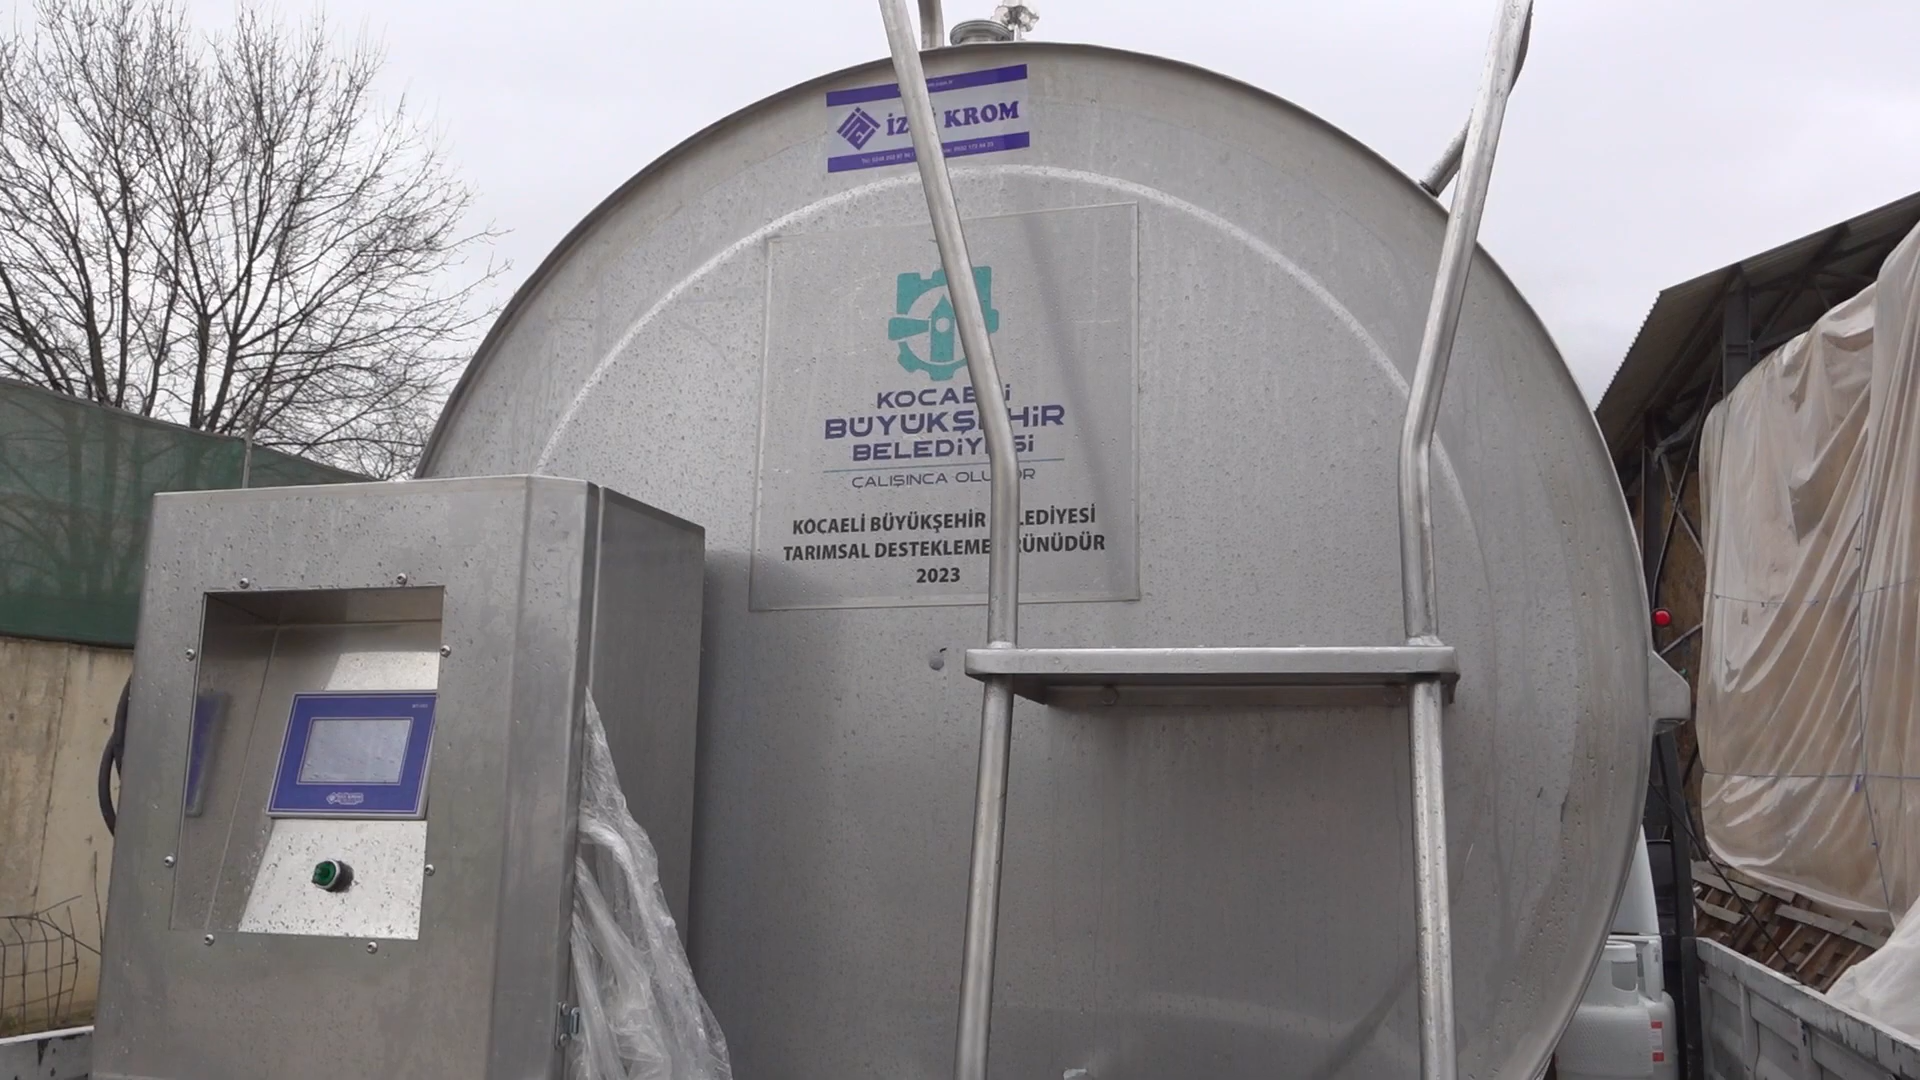 KROM
KOCAELİ
BÜYÜKŞEHİR
BELEDİYESİ
ÇALIŞINCA OLUYOR
KOCAELİ BÜYÜKŞEHİR BELEDİYESİ
TARIMSAL DESTEKLEME ÜRÜNÜDÜR
2023